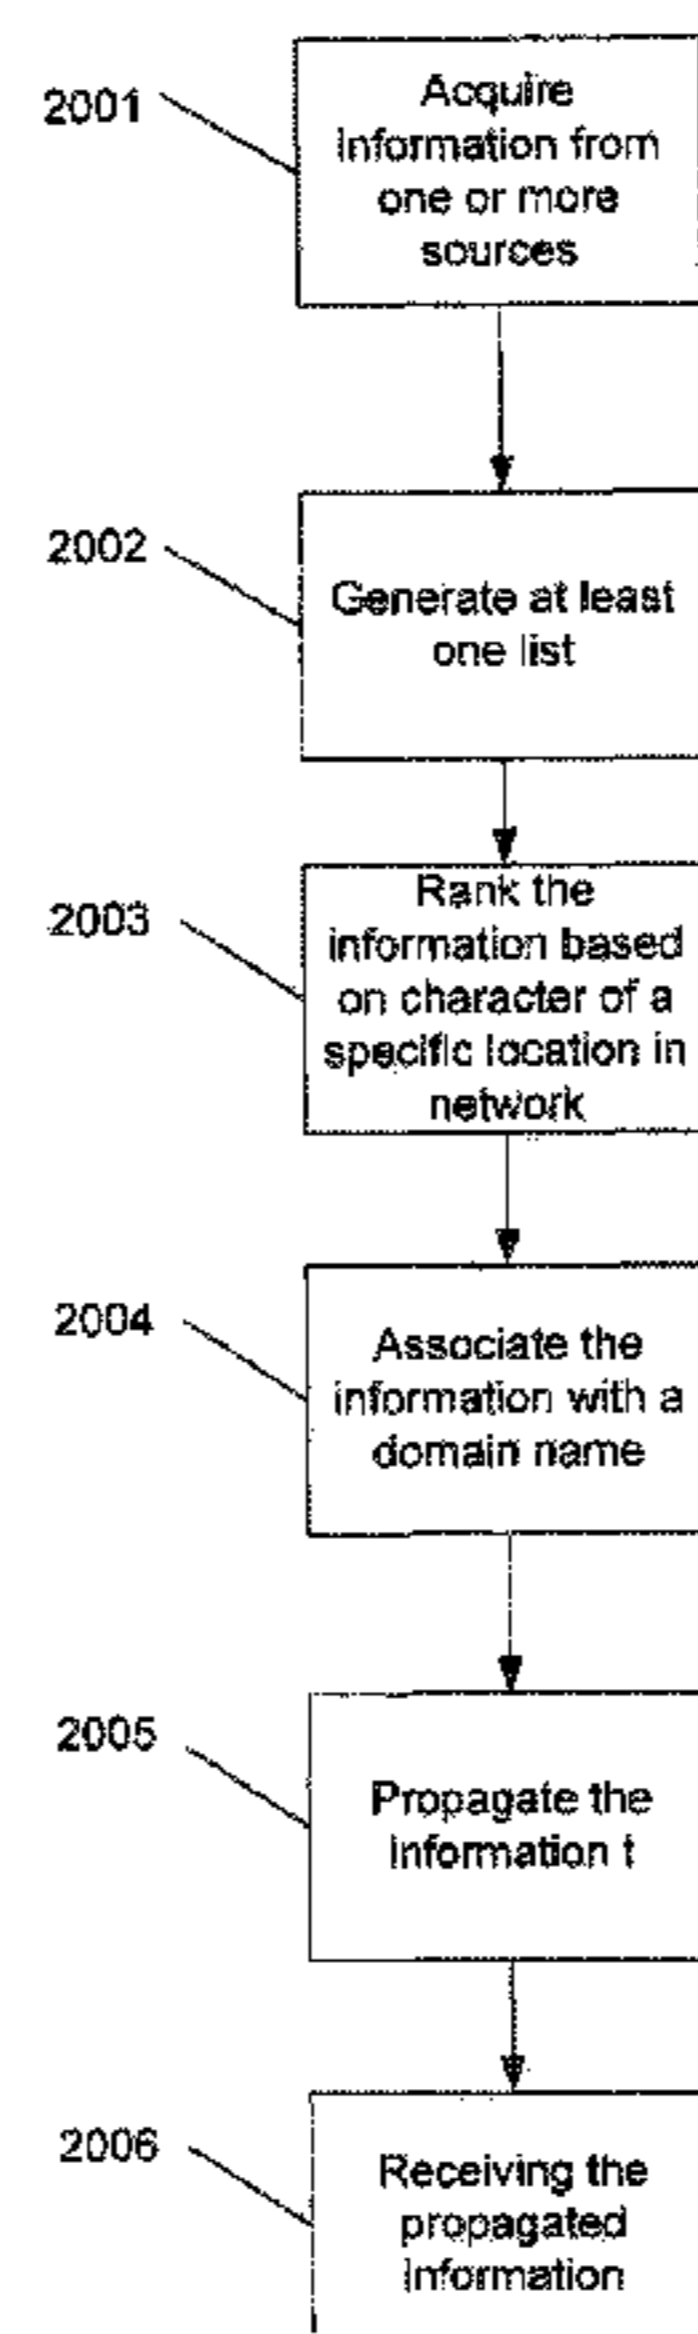 2001
Acquire
information from
one or more
sources
2002
Generate at least
one list
2003
Rank the
information based
on character of a
specific location in
network
2004
Associate the
information with a
domain name
2005
Propagate the
information t
2006
Receiving the
propagated
information